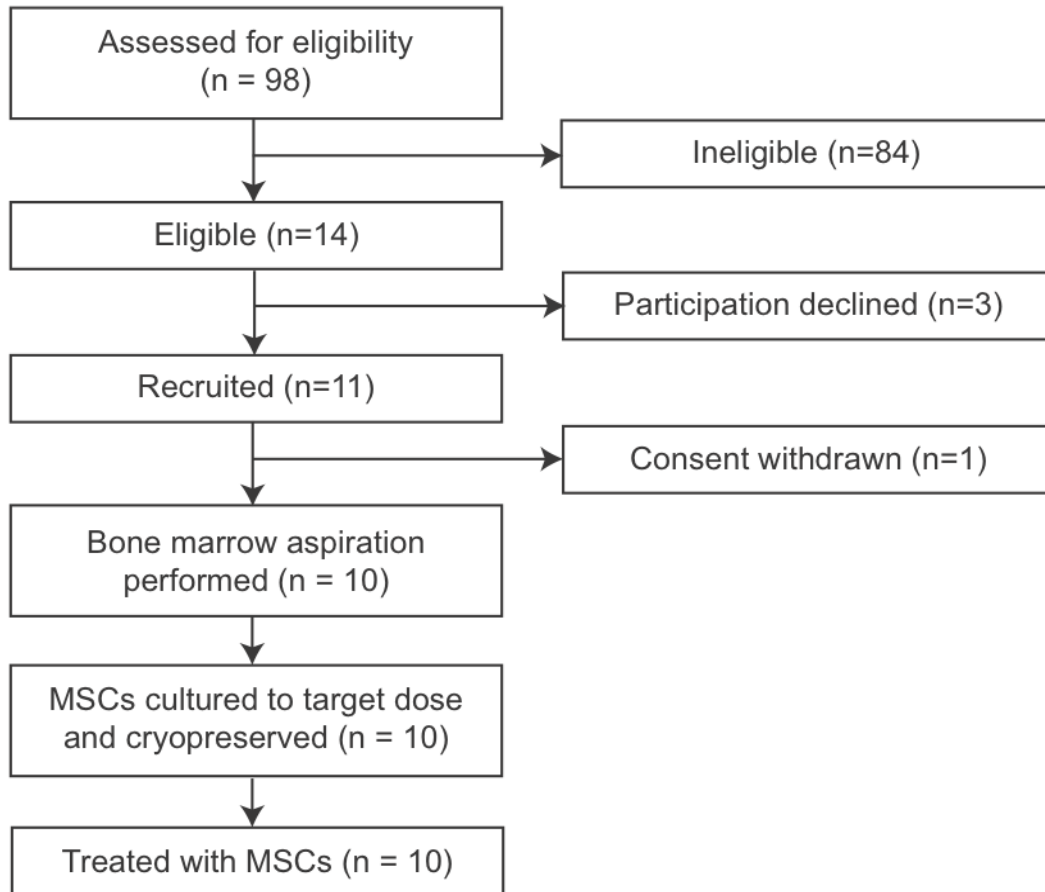 Assessed for eligibility
(n = 98)
Ineligible (n=84)
Eligible (n=14)
Participation declined (n=3)
Recruited (n=11)
Consent withdrawn (n=1)
Bone marrow aspiration
performed (n = 10)
MSCs cultured to target dose
and cryopreserved (n = 10)
Treated with MSCs (n = 10)